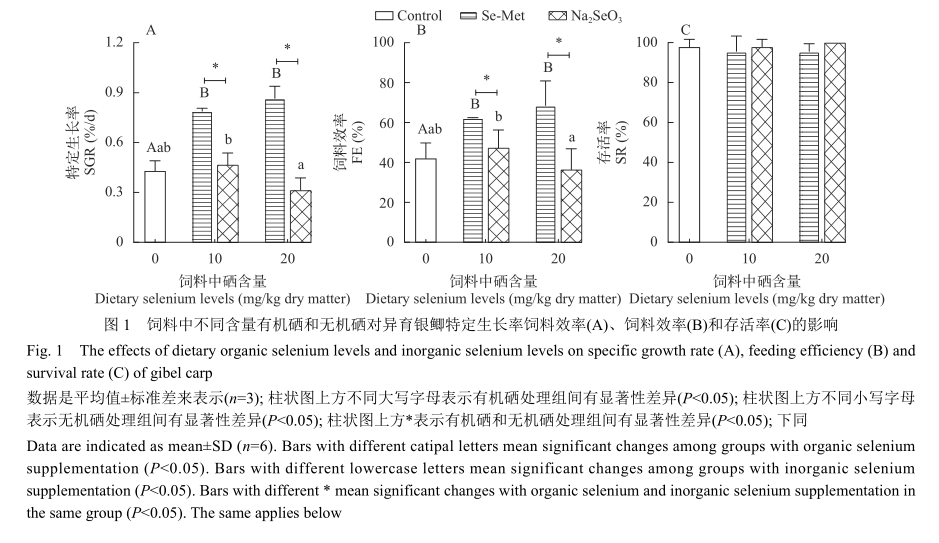 Control Se-Met Na₂SeO₃
A
1.2
0.9
0.6
0.3
0
特定生长率
SGR (%/d)
Aab
B
*
b
B
*
a
0 10 20
饲料中硒含量
Dietary selenium levels (mg/kg dry matter)
B
100
80
60
40
20
0
饲料效率
FE (%)
Aab
B
*
b
B
*
a
0 10 20
饲料中硒含量
Dietary selenium levels (mg/kg dry matter)
C
100
80
60
40
20
0
存活率
SR (%)
0 10 20
饲料中硒含量
Dietary selenium levels (mg/kg dry matter)
图 1 饲料中不同含量有机硒和无机硒对异育银鲫特定生长率饲料效率(A)、饲料效率(B)和存活率(C)的影响
Fig. 1 The effects of dietary organic selenium levels and inorganic selenium levels on specific growth rate (A), feeding efficiency (B) and
survival rate (C) of gibel carp
数据是平均值±标准差来表示(n=3); 柱状图上方不同大写字母表示有机硒处理组间有显著性差异(P<0.05); 柱状图上方不同小写字母
表示无机硒处理组间有显著性差异(P<0.05); 柱状图上方*表示有机硒和无机硒处理组有显著性差异(P<0.05); 下同
Data are indicated as mean±SD (n=6). Bars with different catipal letters mean significant changes among groups with organic selenium
supplementation (P<0.05). Bars with different lowercase letters mean significant changes among groups with inorganic selenium
supplementation (P<0.05). Bars with different * mean significant changes with organic selenium and inorganic selenium supplementation in
the same group (P<0.05). The same applies below